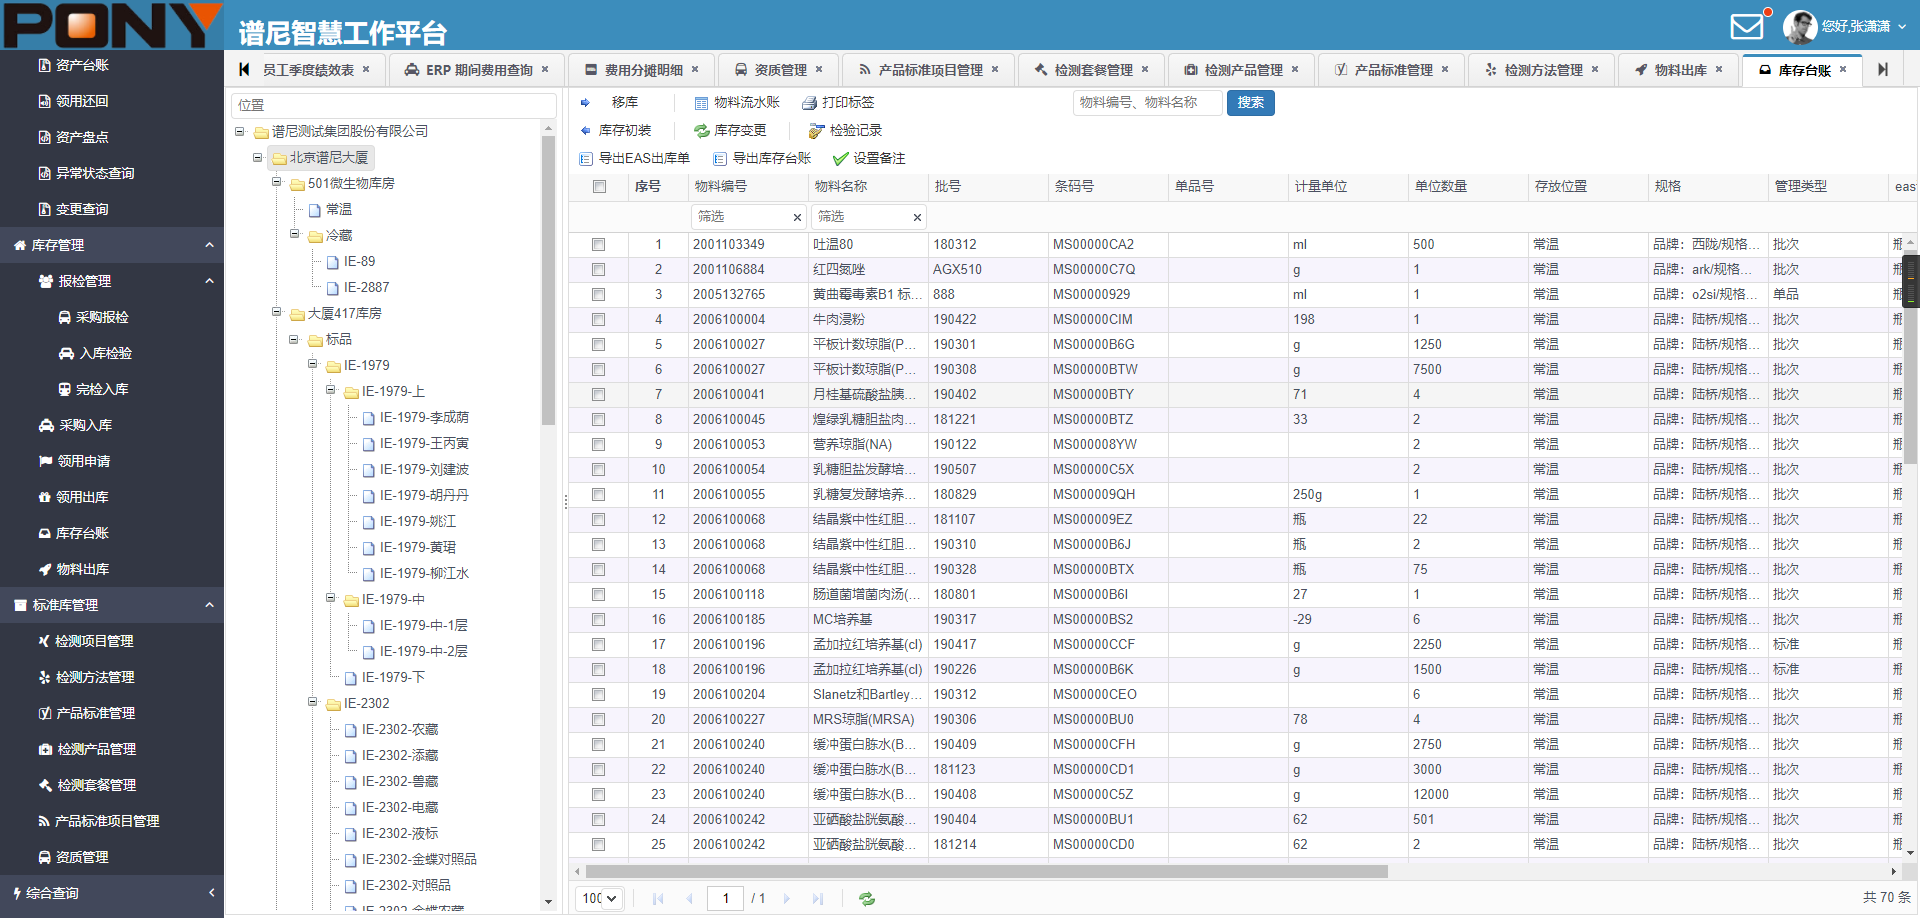 PONY 谱尼智慧工作平台 您好,张潇潇
资产台账
领用还回
资产盘点
异常状态查询
变更查询
库存管理
报检管理
采购报检
入库检验
完检入库
采购入库
领用申请
领用出库
库存台账
物料出库
标准库管理
检测项目管理
检测方法管理
产品标准管理
检测产品管理
检测套餐管理
产品标准项目管理
资质管理
综合查询
员工季度绩效表 × ERP 期间费用查询 × 费用分摊明细 × 资质管理 × 产品标准项目管理 × 检测套餐管理 × 检测产品管理 × 产品标准管理 × 检测方法管理 × 物料出库 × 库存台账 ×
位置
谱尼测试集团股份有限公司
北京谱尼大厦
501微生物库房
常温
冷藏
IE-89
IE-2887
大厦417库房
标品
IE-1979
IE-1979-上
IE-1979-李成荫
IE-1979-王丙寅
IE-1979-刘建波
IE-1979-胡丹丹
IE-1979-姚江
IE-1979-黄珺
IE-1979-柳江水
IE-1979-中
IE-1979-中-1层
IE-1979-中-2层
IE-1979-下
IE-2302
IE-2302-农藏
IE-2302-添藏
IE-2302-兽藏
IE-2302-电藏
IE-2302-液标
IE-2302-金蝶对照品
IE-2302-对照品
IE-2302-金蝶农藏
移库 物料流水账 打印标签 物料编号、物料名称 搜索
库存初装 库存变更 检验记录
导出EAS出库单 导出库存台账 设置备注
序号 物料编号 物料名称 批号 条码号 单品号 计量单位 单位数量 存放位置 规格 管理类型 eas
筛选 × 筛选 ×
1 2001103349 吐温80 180312 MS00000CA2 ml 500 常温 品牌：西陇/规格... 批次 瓶
2 2001106884 红四氮唑 AGX510 MS00000C7Q g 1 常温 品牌：ark/规格... 批次 瓶
3 2005132765 黄曲霉毒素B1 标... 888 MS00000929 ml 1 常温 品牌：o2si/规格... 单品 瓶
4 2006100004 牛肉浸粉 190422 MS00000CIM 198 1 常温 品牌：陆桥/规格... 批次 瓶
5 2006100027 平板计数琼脂(P... 190301 MS00000B6G g 1250 常温 品牌：陆桥/规格... 批次 瓶
6 2006100027 平板计数琼脂(P... 190308 MS00000BTW g 7500 常温 品牌：陆桥/规格... 批次 瓶
7 2006100041 月桂基硫酸盐胰... 190402 MS00000BTY 71 4 常温 品牌：陆桥/规格... 批次 瓶
8 2006100045 煌绿乳糖胆盐肉... 181221 MS00000BTZ 33 2 常温 品牌：陆桥/规格... 批次 瓶
9 2006100053 营养琼脂(NA) 190122 MS000008YW 2 常温 品牌：陆桥/规格... 批次 瓶
10 2006100054 乳糖胆盐发酵培... 190507 MS00000C5X 2 常温 品牌：陆桥/规格... 批次 瓶
11 2006100055 乳糖复发酵培养... 180829 MS000009QH 250g 1 常温 品牌：陆桥/规格... 批次 瓶
12 2006100068 结晶紫中性红胆... 181107 MS000009EZ 瓶 22 常温 品牌：陆桥/规格... 批次 瓶
13 2006100068 结晶紫中性红胆... 190310 MS00000B6J 瓶 2 常温 品牌：陆桥/规格... 批次 瓶
14 2006100068 结晶紫中性红胆... 190328 MS00000BTX 瓶 75 常温 品牌：陆桥/规格... 批次 瓶
15 2006100118 肠道菌增菌肉汤(... 180801 MS00000B6I 27 1 常温 品牌：陆桥/规格... 批次 瓶
16 2006100185 MC培养基 190317 MS00000BS2 -29 6 常温 品牌：陆桥/规格... 批次 瓶
17 2006100196 孟加拉红培养基(cl) 190417 MS00000CCF g 2250 常温 品牌：陆桥/规格... 标准 瓶
18 2006100196 孟加拉红培养基(cl) 190226 MS00000B6K g 1500 常温 品牌：陆桥/规格... 标准 瓶
19 2006100204 Slanetz和Bartley... 190312 MS00000CEO 6 常温 品牌：陆桥/规格... 批次 瓶
20 2006100227 MRS琼脂(MRSA) 190306 MS00000BU0 78 4 常温 品牌：陆桥/规格... 批次 瓶
21 2006100240 缓冲蛋白胨水(B... 190409 MS00000CFH g 2750 常温 品牌：陆桥/规格... 批次 瓶
22 2006100240 缓冲蛋白胨水(B... 181123 MS00000CD1 g 3000 常温 品牌：陆桥/规格... 批次 瓶
23 2006100240 缓冲蛋白胨水(B... 190408 MS00000C5Z g 12000 常温 品牌：陆桥/规格... 批次 瓶
24 2006100242 亚硒酸盐胱氨酸... 190404 MS00000BU1 62 501 常温 品牌：陆桥/规格... 批次 瓶
25 2006100242 亚硒酸盐胱氨酸... 181214 MS00000CD0 62 2 常温 品牌：陆桥/规格... 批次 瓶
100 1 / 1 共 70 条